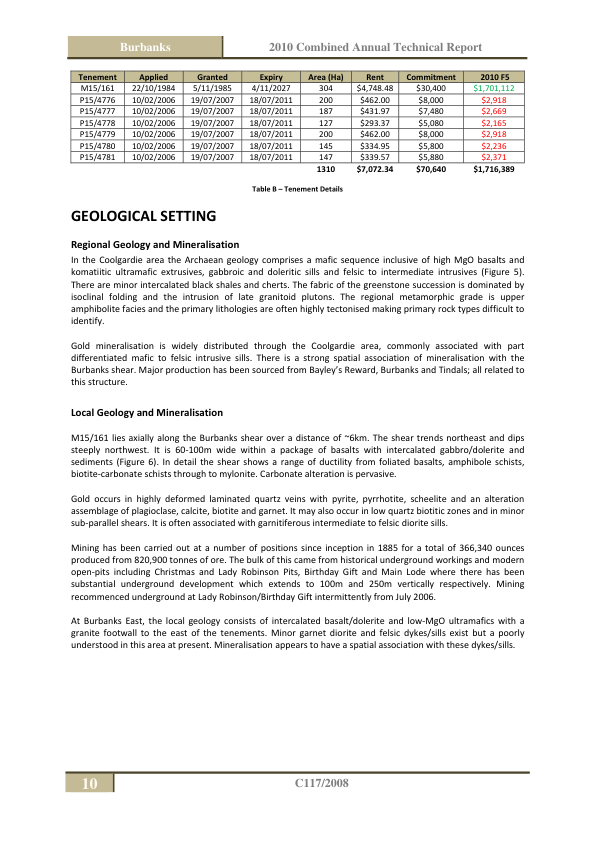 Burbanks 2010 Combined Annual Technical Report
Tenement Applied Granted Expiry Area (Ha) Rent Commitment 2010 F5
M15/161 22/10/1984 5/11/1985 4/11/2027 304 $4,748.48 $30,400 $1,701,112
P15/4776 10/02/2006 19/07/2007 18/07/2011 200 $462.00 $8,000 $2,918
P15/4777 10/02/2006 19/07/2007 18/07/2011 187 $431.97 $7,480 $2,669
P15/4778 10/02/2006 19/07/2007 18/07/2011 127 $293.37 $5,080 $2,165
P15/4779 10/02/2006 19/07/2007 18/07/2011 200 $462.00 $8,000 $2,918
P15/4780 10/02/2006 19/07/2007 18/07/2011 145 $334.95 $5,800 $2,236
P15/4781 10/02/2006 19/07/2007 18/07/2011 147 $339.57 $5,880 $2,371
1310 $7,072.34 $70,640 $1,716,389
Table B – Tenement Details
GEOLOGICAL SETTING
Regional Geology and Mineralisation
In the Coolgardie area the Archaean geology comprises a mafic sequence inclusive of high MgO basalts and
komatiitic ultramafic extrusives, gabbroic and doleritic sills and felsic to intermediate intrusives (Figure 5).
There are minor intercalated black shales and cherts. The fabric of the greenstone succession is dominated by
isoclinal folding and the intrusion of late granitoid plutons. The regional metamorphic grade is upper
amphibolite facies and the primary lithologies are often highly tectonised making primary rock types difficult to
identify.
Gold mineralisation is widely distributed through the Coolgardie area, commonly associated with part
differentiated mafic to felsic intrusive sills. There is a strong spatial association of mineralisation with the
Burbanks shear. Major production has been sourced from Bayley's Reward, Burbanks and Tindals; all related to
this structure.
Local Geology and Mineralisation
M15/161 lies axially along the Burbanks shear over a distance of ~6km. The shear trends northeast and dips
steeply northwest. It is 60-100m wide within a package of basalts with intercalated gabbro/dolerite and
sediments (Figure 6). In detail the shear shows a range of ductility from foliated basalts, amphibole schists,
biotite-carbonate schists through to mylonite. Carbonate alteration is pervasive.
Gold occurs in highly deformed laminated quartz veins with pyrite, pyrrhotite, scheelite and an alteration
assemblage of plagioclase, calcite, biotite and garnet. It may also occur in low quartz biotitic zones and in minor
sub-parallel shears. It is often associated with garnitiferous intermediate to felsic diorite sills.
Mining has been carried out at a number of positions since inception in 1885 for a total of 366,340 ounces
produced from 820,900 tonnes of ore. The bulk of this came from historical underground workings and modern
open-pits including Christmas and Lady Robinson Pits, Birthday Gift and Main Lode where there has been
substantial underground development which extends to 100m and 250m vertically respectively. Mining
recommenced underground at Lady Robinson/Birthday Gift intermittently from July 2006.
At Burbanks East, the local geology consists of intercalated basalt/dolerite and low-MgO ultramafics with a
granite footwall to the east of the tenements. Minor garnet diorite and felsic dykes/sills exist but a poorly
understood in this area at present. Mineralisation appears to have a spatial association with these dykes/sills.
10 C117/2008